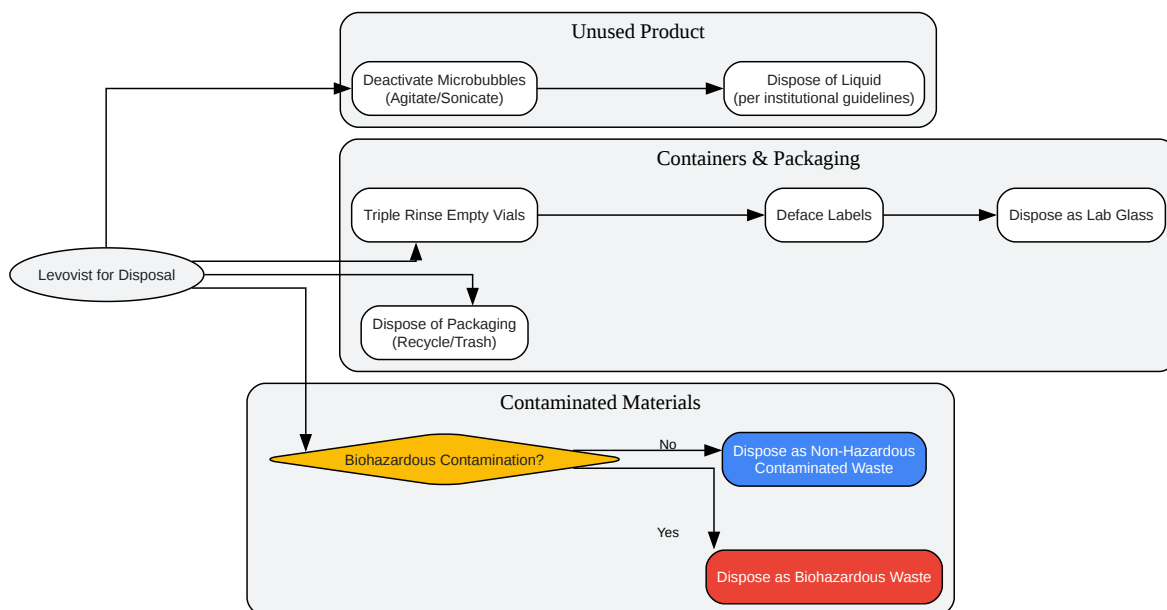 Unused Product
Deactivate Microbubbles
(Agitate/Sonicate)
Dispose of Liquid
(per institutional guidelines)
Containers & Packaging
Triple Rinse Empty Vials
Deface Labels
Dispose as Lab Glass
Levovist for Disposal
Dispose of Packaging
(Recycle/Trash)
Contaminated Materials
Biohazardous Contamination?
No
Dispose as Non-Hazardous
Contaminated Waste
Yes
Dispose as Biohazardous Waste